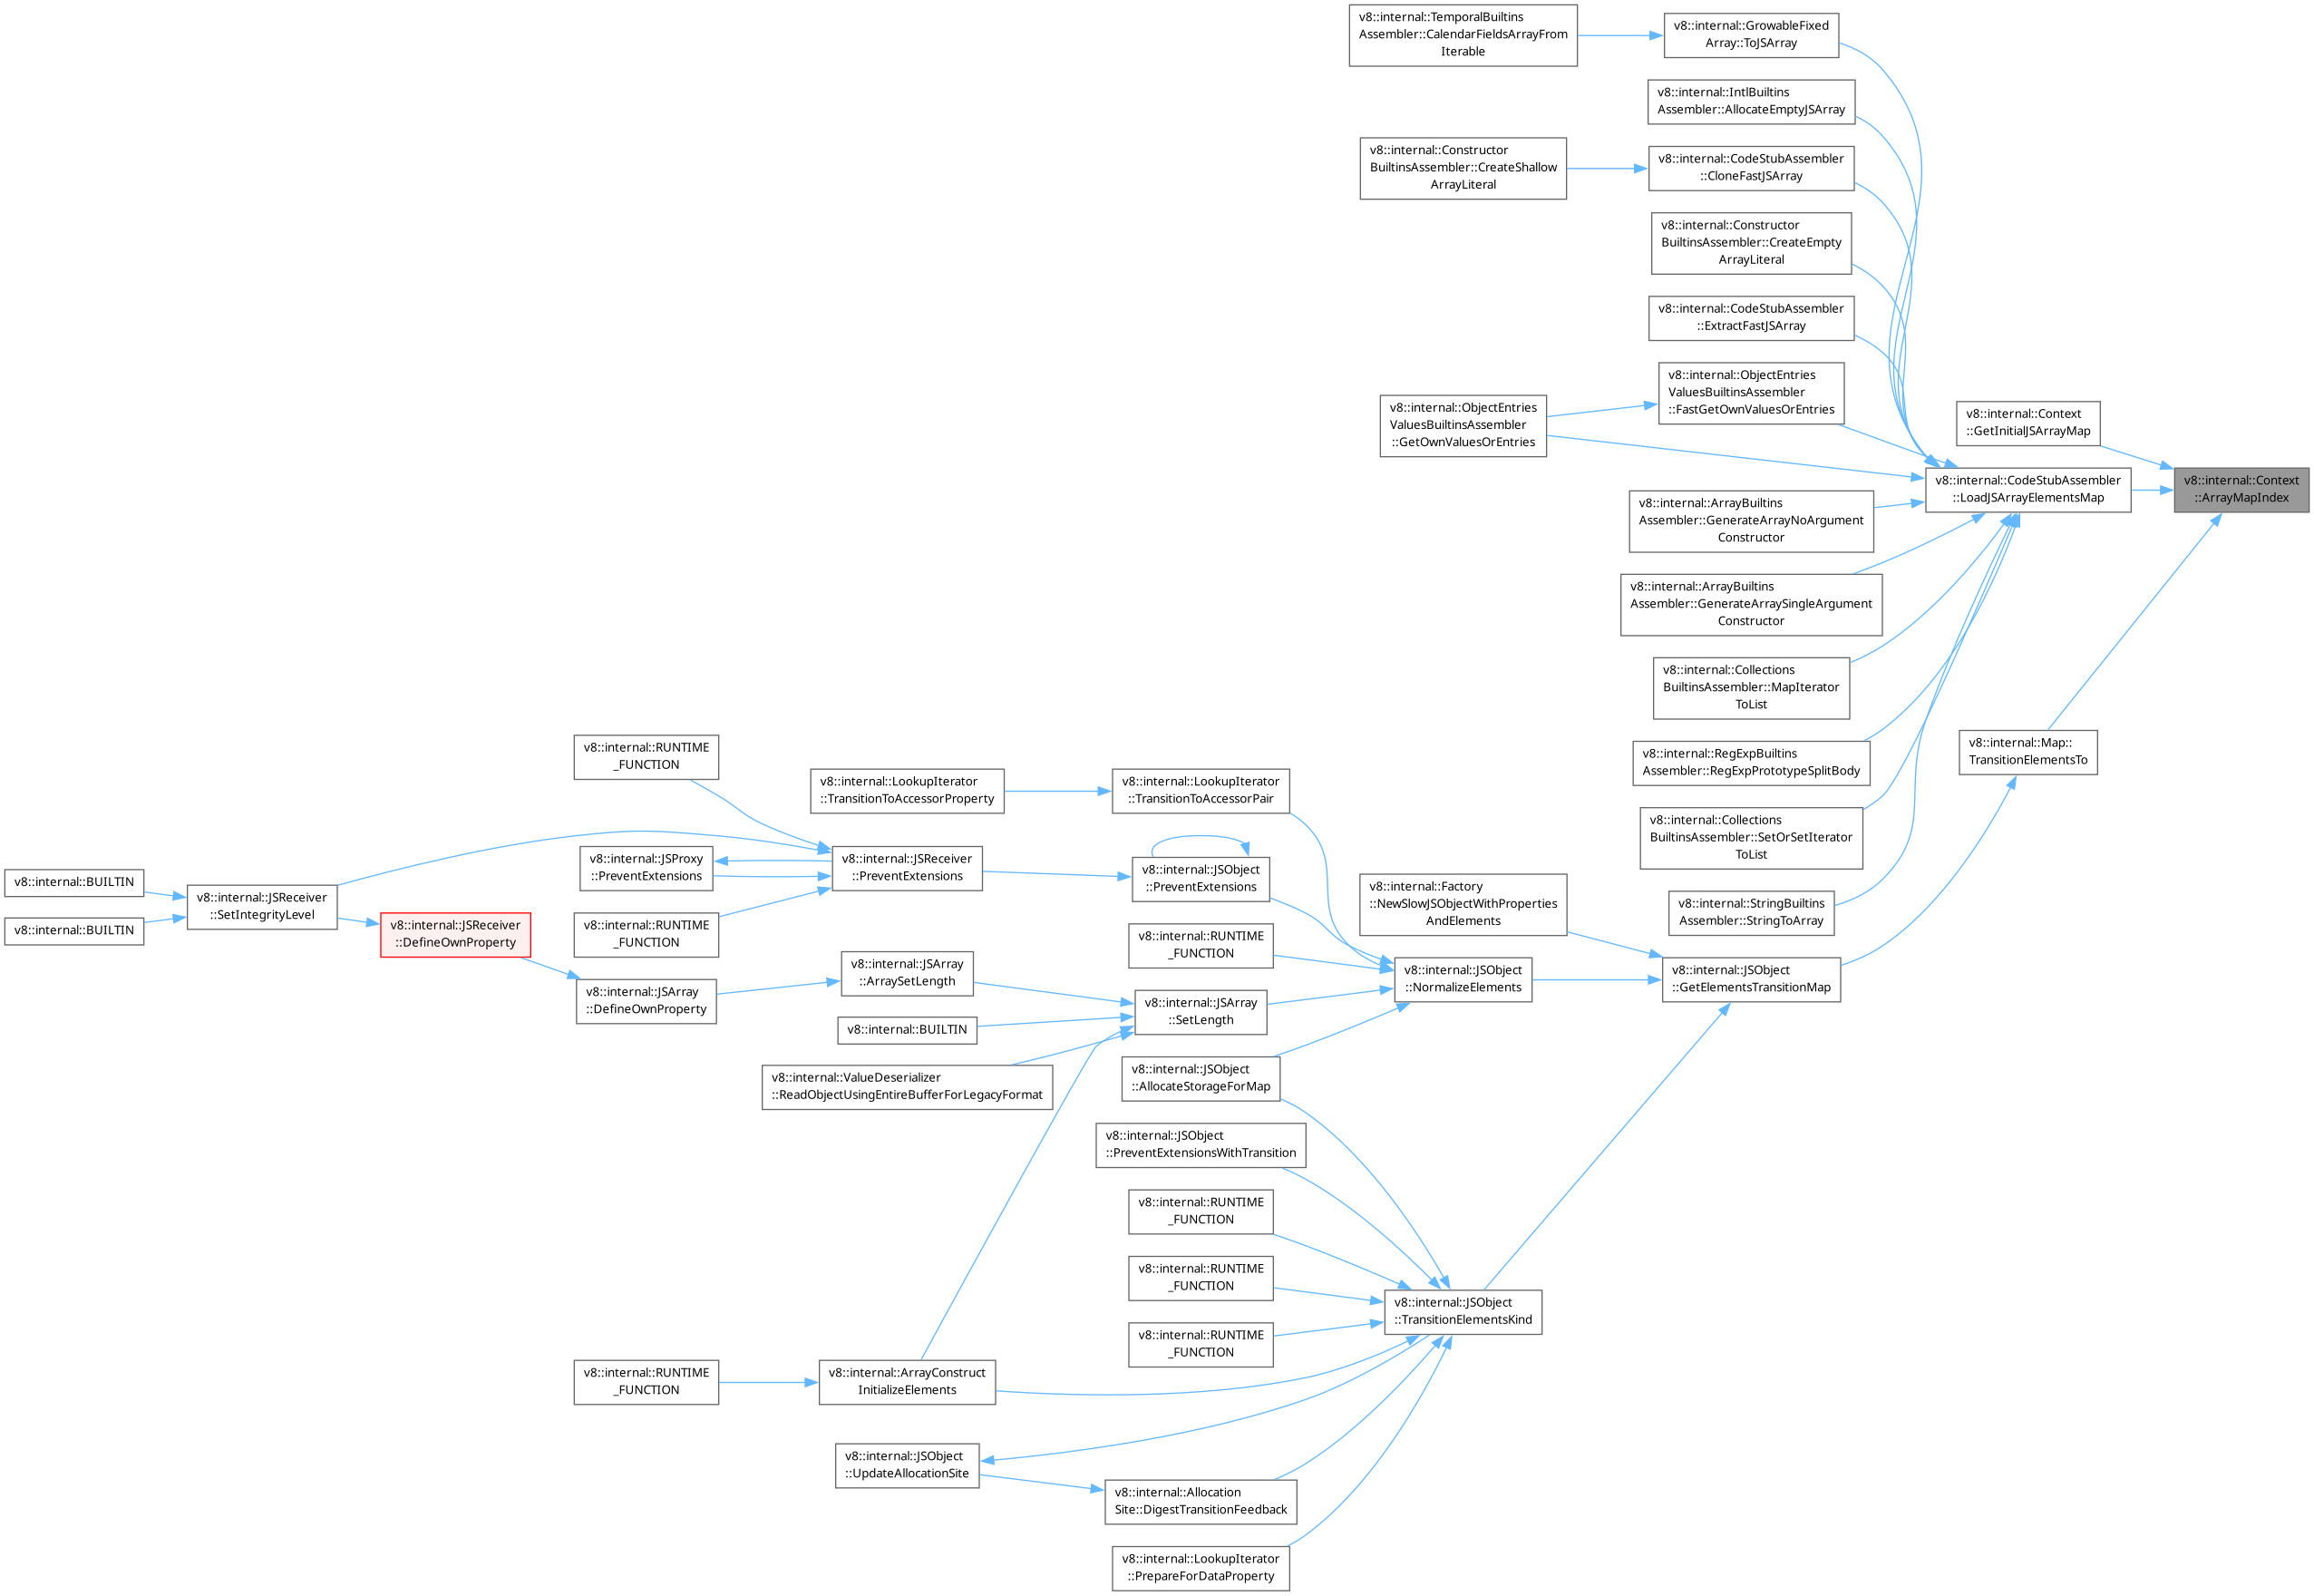 v8::internal::TemporalBuiltins
Assembler::CalendarFieldsArrayFrom
Iterable
v8::internal::GrowableFixed
Array::ToJSArray
v8::internal::IntlBuiltins
Assembler::AllocateEmptyJSArray
v8::internal::Constructor
BuiltinsAssembler::CreateShallow
ArrayLiteral
v8::internal::CodeStubAssembler
::CloneFastJSArray
v8::internal::Constructor
BuiltinsAssembler::CreateEmpty
ArrayLiteral
v8::internal::CodeStubAssembler
::ExtractFastJSArray
v8::internal::ObjectEntries
ValuesBuiltinsAssembler
::FastGetOwnValuesOrEntries
v8::internal::ObjectEntries
ValuesBuiltinsAssembler
::GetOwnValuesOrEntries
v8::internal::Context
::GetInitialJSArrayMap
v8::internal::CodeStubAssembler
::LoadJSArrayElementsMap
v8::internal::Context
::ArrayMapIndex
v8::internal::ArrayBuiltins
Assembler::GenerateArrayNoArgument
Constructor
v8::internal::ArrayBuiltins
Assembler::GenerateArraySingleArgument
Constructor
v8::internal::Collections
BuiltinsAssembler::MapIterator
ToList
v8::internal::RegExpBuiltins
Assembler::RegExpPrototypeSplitBody
v8::internal::Map::
TransitionElementsTo
v8::internal::Collections
BuiltinsAssembler::SetOrSetIterator
ToList
v8::internal::StringBuiltins
Assembler::StringToArray
v8::internal::RUNTIME
_FUNCTION
v8::internal::LookupIterator
::TransitionToAccessorProperty
v8::internal::LookupIterator
::TransitionToAccessorPair
v8::internal::JSProxy
::PreventExtensions
v8::internal::JSReceiver
::PreventExtensions
v8::internal::JSObject
::PreventExtensions
v8::internal::Factory
::NewSlowJSObjectWithProperties
AndElements
v8::internal::BUILTIN
v8::internal::BUILTIN
v8::internal::JSReceiver
::SetIntegrityLevel
v8::internal::JSReceiver
::DefineOwnProperty
v8::internal::RUNTIME
_FUNCTION
v8::internal::RUNTIME
_FUNCTION
v8::internal::JSObject
::NormalizeElements
v8::internal::JSObject
::GetElementsTransitionMap
v8::internal::JSArray
::DefineOwnProperty
v8::internal::JSArray
::ArraySetLength
v8::internal::JSArray
::SetLength
v8::internal::BUILTIN
v8::internal::ValueDeserializer
::ReadObjectUsingEntireBufferForLegacyFormat
v8::internal::JSObject
::AllocateStorageForMap
v8::internal::JSObject
::PreventExtensionsWithTransition
v8::internal::RUNTIME
_FUNCTION
v8::internal::RUNTIME
_FUNCTION
v8::internal::RUNTIME
_FUNCTION
v8::internal::JSObject
::TransitionElementsKind
v8::internal::RUNTIME
_FUNCTION
v8::internal::ArrayConstruct
InitializeElements
v8::internal::JSObject
::UpdateAllocationSite
v8::internal::Allocation
Site::DigestTransitionFeedback
v8::internal::LookupIterator
::PrepareForDataProperty